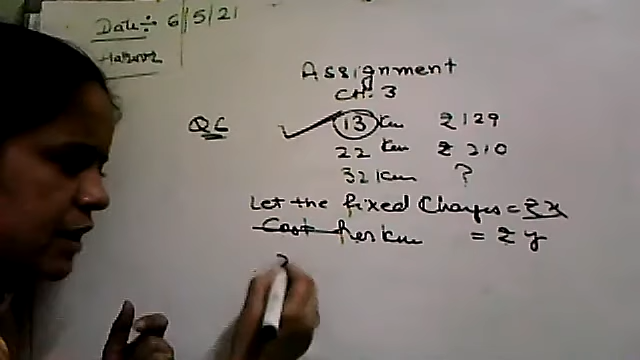 Date:- 6/5/21
Assignment
CH. 3
Q6 13 Km ₹129
22 Km ₹ 210
32 Km ?
Let the fixed Charges = ₹x
Cost Per Km = ₹ y